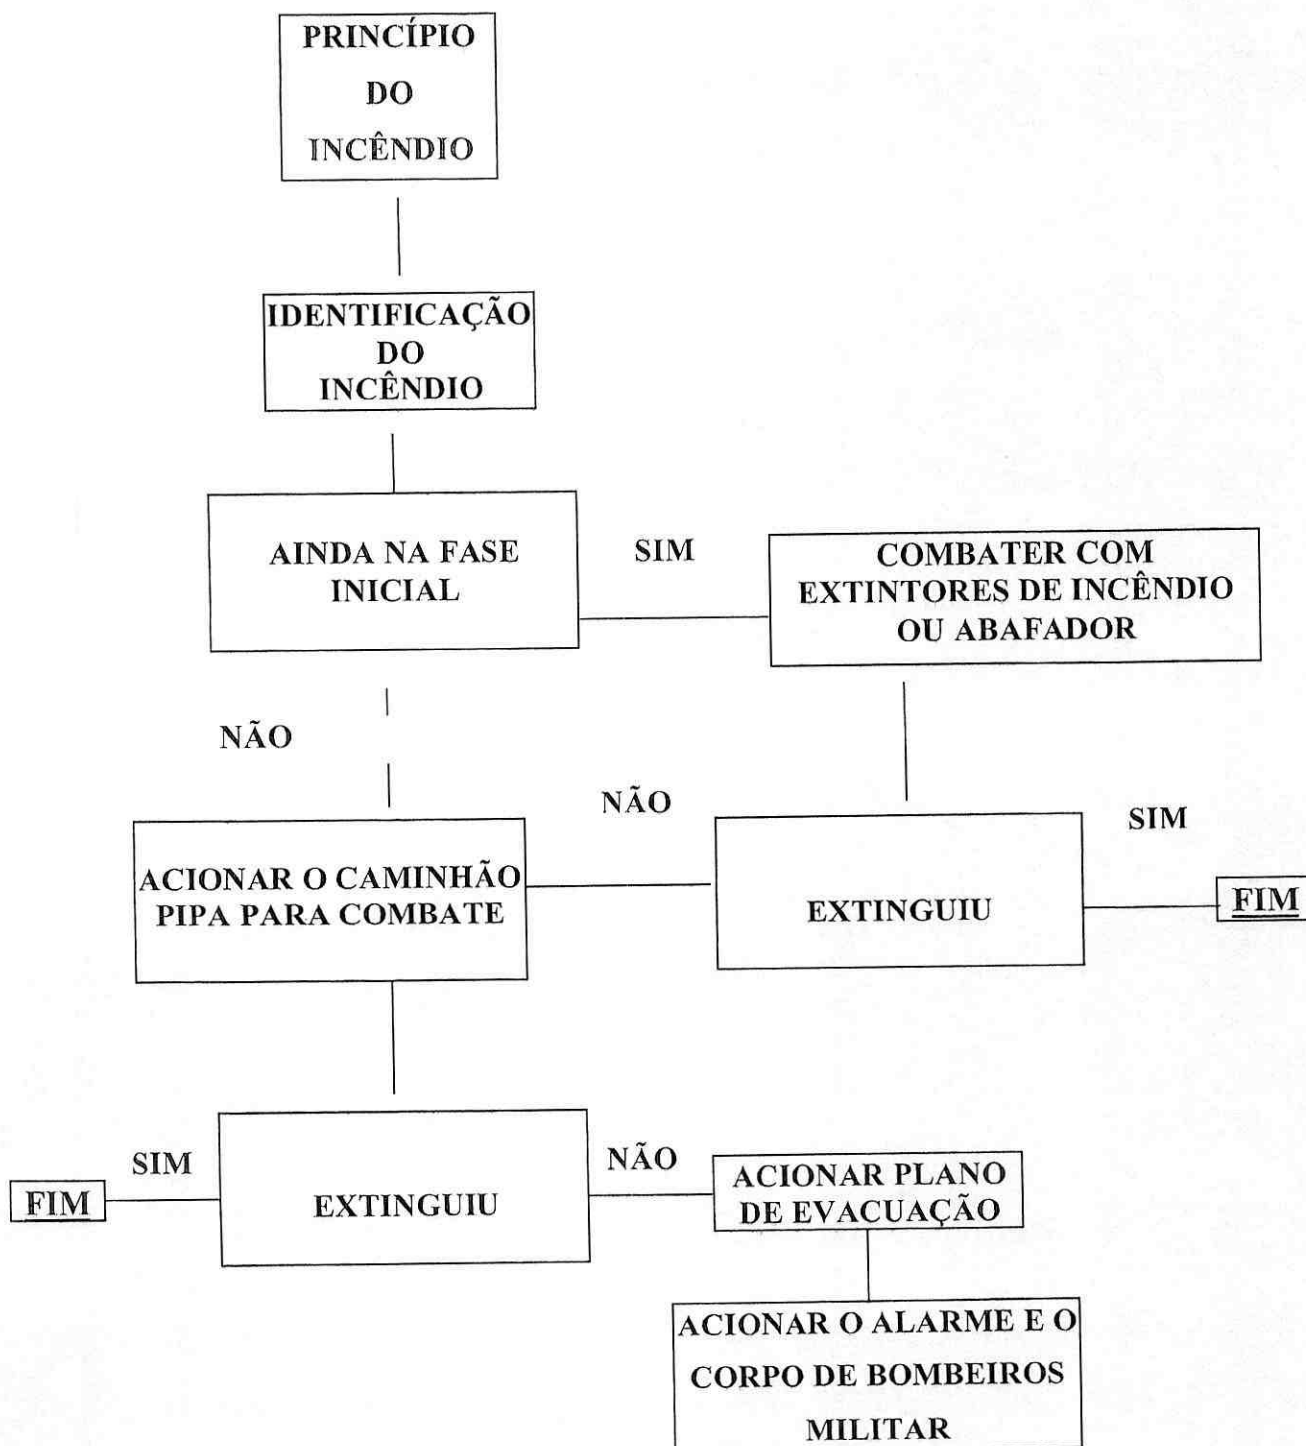 PRINCÍPIO
DO
INCÊNDIO
IDENTIFICAÇÃO
DO
INCÊNDIO
AINDA NA FASE
INICIAL
SIM
COMBATER COM
EXTINTORES DE INCÊNDIO
OU ABAFADOR
NÃO
NÃO
SIM
ACIONAR O CAMINHÃO
PIPA PARA COMBATE
EXTINGUIU
FIM
SIM
NÃO
FIM
EXTINGUIU
ACIONAR PLANO
DE EVACUAÇÃO
ACIONAR O ALARME E O
CORPO DE BOMBEIROS
MILITAR